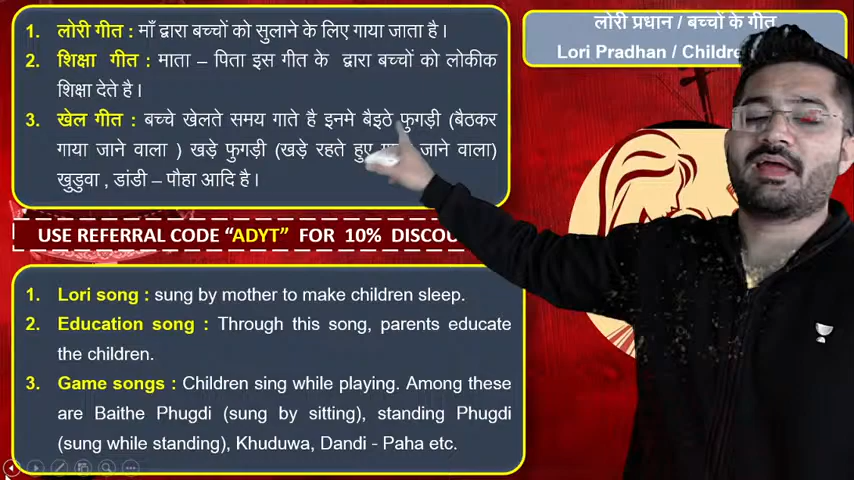 1. लोरी गीत : माँ द्वारा बच्चों को सुलाने के लिए गाया जाता है।
2. शिक्षा गीत : माता – पिता इस गीत के द्वारा बच्चों को लोकीक
शिक्षा देते है।
3. खेल गीत : बच्चे खेलते समय गाते है इनमे बैइठे फुगड़ी (बैठकर
गाया जाने वाला ) खड़े फुगड़ी (खड़े रहते हुए जाने वाला)
खुडुवा , डांडी – पौहा आदि है।
लोरी प्रधान / बच्चों के गीत
Lori Pradhan /
USE REFERRAL CODE “ADYT” FOR 10%
1. Lori song : sung by mother to make children sleep.
2. Education song : Through this song, parents educate
the children.
3. Game songs : Children sing while playing. Among these
are Baithe Phugdi (sung by sitting), standing Phugdi
(sung while standing), Khuduwa, Dandi - Paha etc.